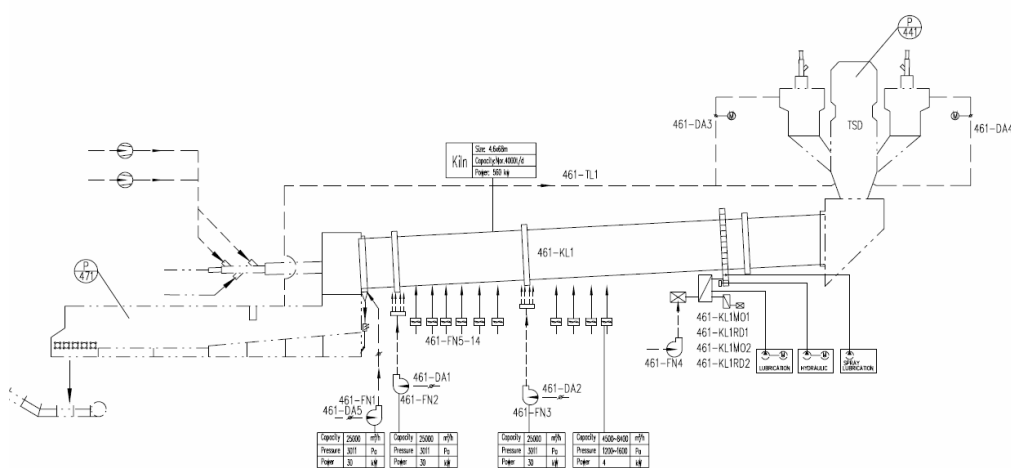 P
441
TSD
461-DA3
M
M
461-DA4
Kiln
Size: 4.6x68m
Capacity:Nor.4000t/d
Power: 560 kW
461-TL1
461-KL1
P
471
461-FN5-14
461-KL1M01
461-KL1RD1
461-KL1M02
461-KL1RD2
461-FN4
461-DA1
461-FN2
461-FN1
461-DA5
461-DA2
461-FN3
M
LUBRICATION
M
HYDRAULIC
SPRAY
LUBRICATION
Capacity 25000 m³/h
Pressure 3011 Pa
Power 30 kW
Capacity 25000 m³/h
Pressure 3011 Pa
Power 30 kW
Capacity 25000 m³/h
Pressure 3011 Pa
Power 30 kW
Capacity 4500-8400 m³/h
Pressure 1200-1600 Pa
Power 4 kW